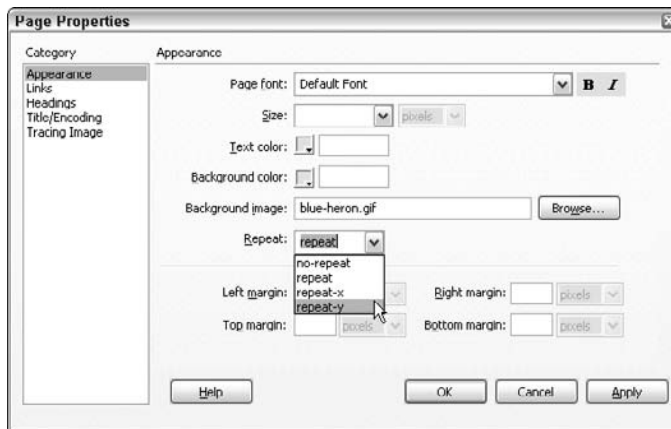 Page Properties
Category
Appearance
Links
Headings
Title/Encoding
Tracing Image
Appearance
Page font: Default Font B I
Size: pixels
Text color:
Background color:
Background image: blue-heron.gif Browse...
Repeat: repeat
no-repeat
repeat
repeat-x
repeat-y
Left margin: Right margin: pixels
Top margin: pixels Bottom margin: pixels
Help OK Cancel Apply